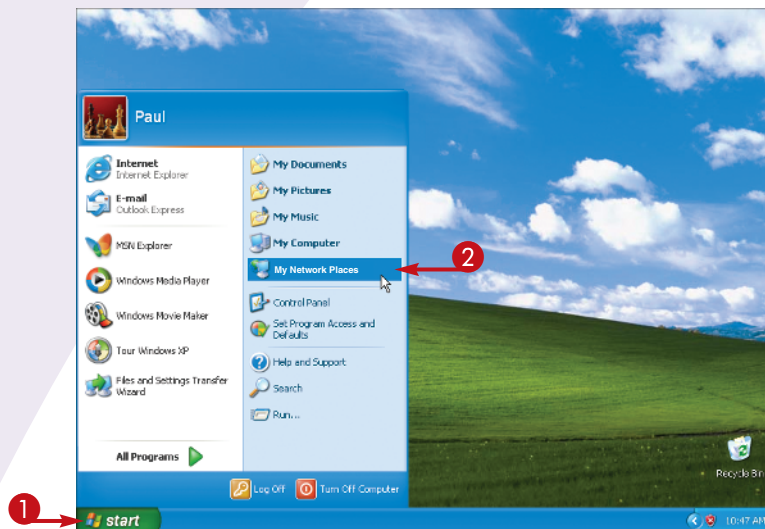 Paul
Internet
Internet Explorer
E-mail
Outlook Express
MSN Explorer
Windows Media Player
Windows Movie Maker
Tour Windows XP
Files and Settings Transfer
Wizard
All Programs
My Documents
My Pictures
My Music
My Computer
My Network Places
2
Control Panel
Set Program Access and
Defaults
Help and Support
Search
Run...
Log Off
Turn Off Computer
Recycle Bin
1
start
10:47 AM